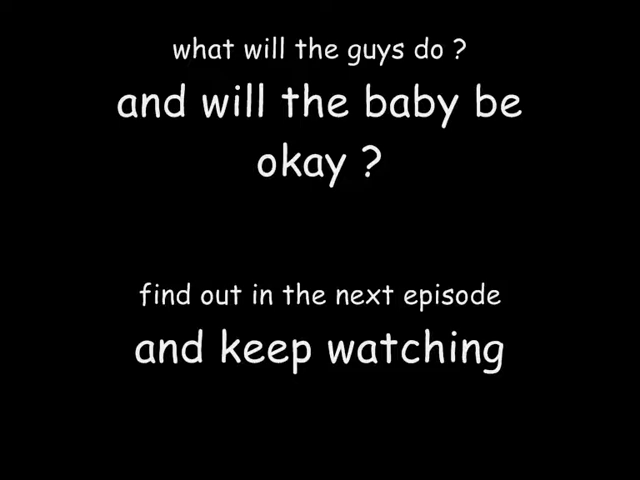 what will the guys do ?
and will the baby be
okay ?
find out in the next episode
and keep watching